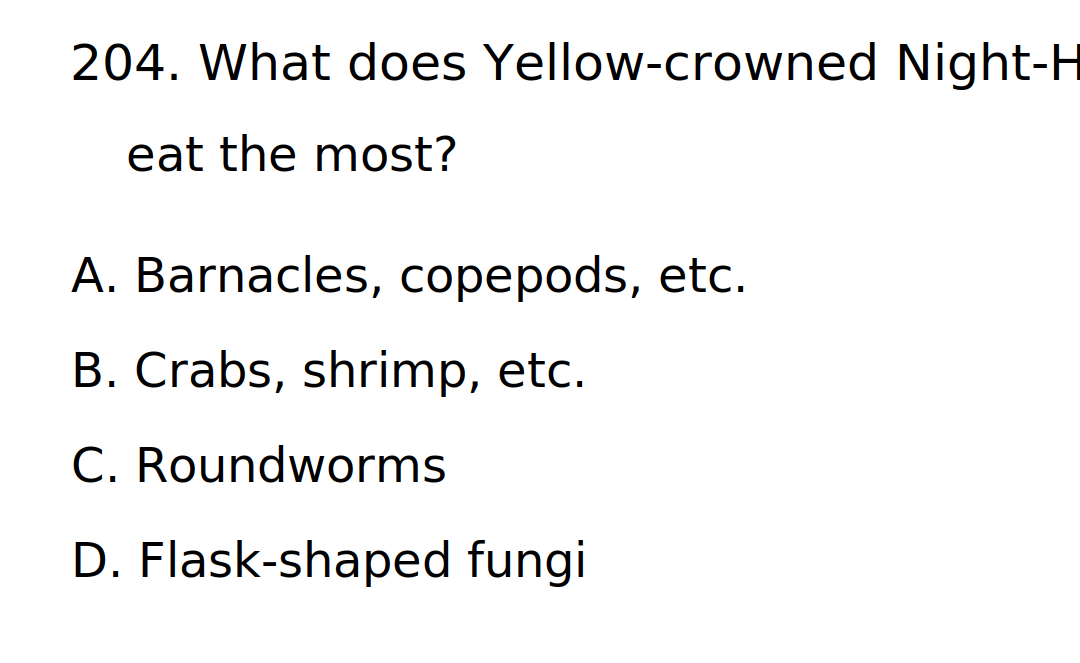 204. What does Yellow-crowned Night-H
eat the most?
A. Barnacles, copepods, etc.
B. Crabs, shrimp, etc.
C. Roundworms
D. Flask-shaped fungi